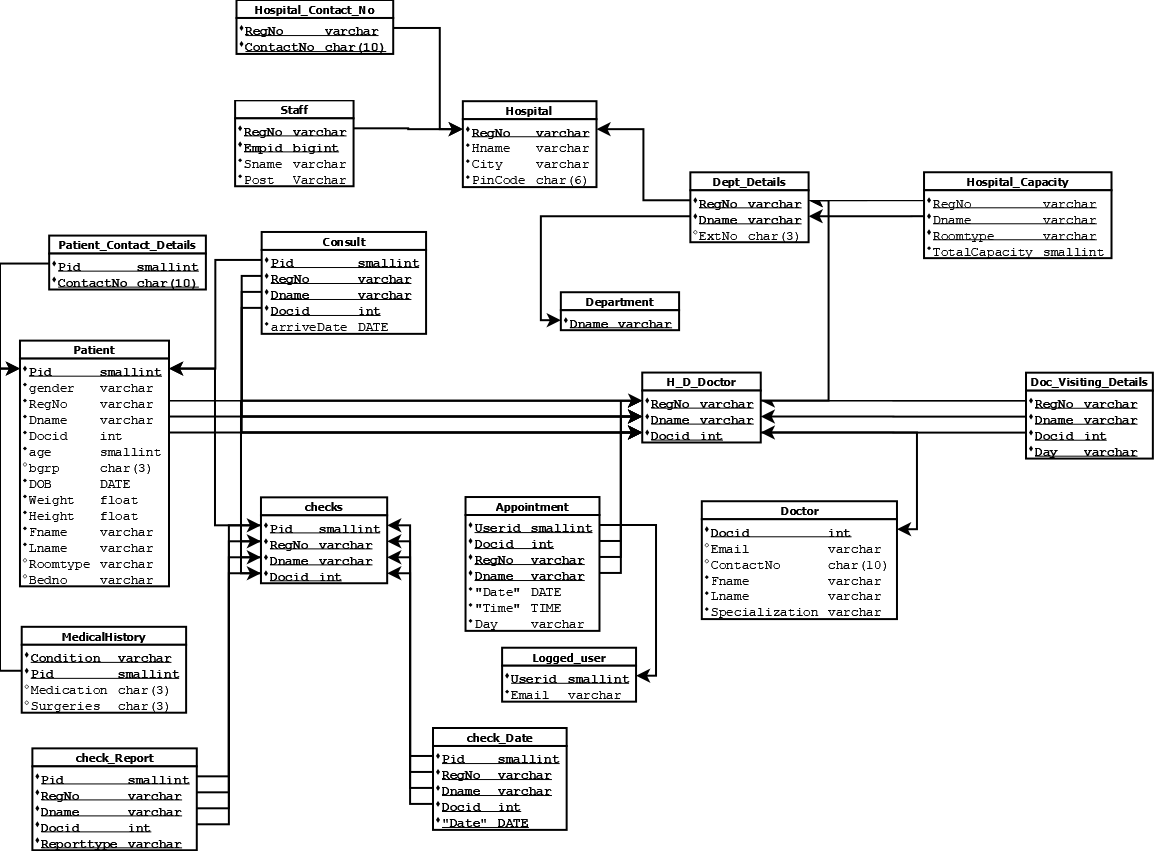 Hospital_Contact_No
RegNo varchar
ContactNo char(10)
Staff
RegNo varchar
Empid bigint
Sname varchar
Post Varchar
Hospital
RegNo varchar
Hname varchar
City varchar
PinCode char(6)
Dept_Details
RegNo varchar
Dname varchar
ExtNo char(3)
Hospital_Capacity
RegNo varchar
Dname varchar
Roomtype varchar
TotalCapacity smallint
Patient_Contact_Details
Pid smallint
ContactNo char(10)
Consult
Pid smallint
RegNo varchar
Dname varchar
Docid int
arriveDate DATE
Department
Dname varchar
Patient
Pid smallint
gender varchar
RegNo varchar
Dname varchar
Docid int
age smallint
bgrp char(3)
DOB DATE
Weight float
Height float
Fname varchar
Lname varchar
Roomtype varchar
Bedno varchar
H_D_Doctor
RegNo varchar
Dname varchar
Docid int
Doc_Visiting_Details
RegNo varchar
Dname varchar
Docid int
Day varchar
checks
Pid smallint
RegNo varchar
Dname varchar
Docid int
Appointment
Userid smallint
Docid int
RegNo varchar
Dname varchar
"Date" DATE
"Time" TIME
Day varchar
Doctor
Docid int
Email varchar
ContactNo char(10)
Fname varchar
Lname varchar
Specialization varchar
MedicalHistory
Condition varchar
Pid smallint
Medication char(3)
Surgeries char(3)
Logged_user
Userid smallint
Email varchar
check_Report
Pid smallint
RegNo varchar
Dname varchar
Docid int
Reporttype varchar
check_Date
Pid smallint
RegNo varchar
Dname varchar
Docid int
"Date" DATE